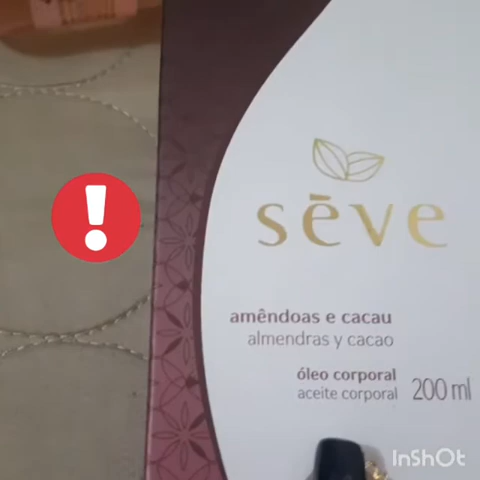 sēve
amêndoas e cacau
almendras y cacao
óleo corporal
aceite corporal 200 ml
InShOt